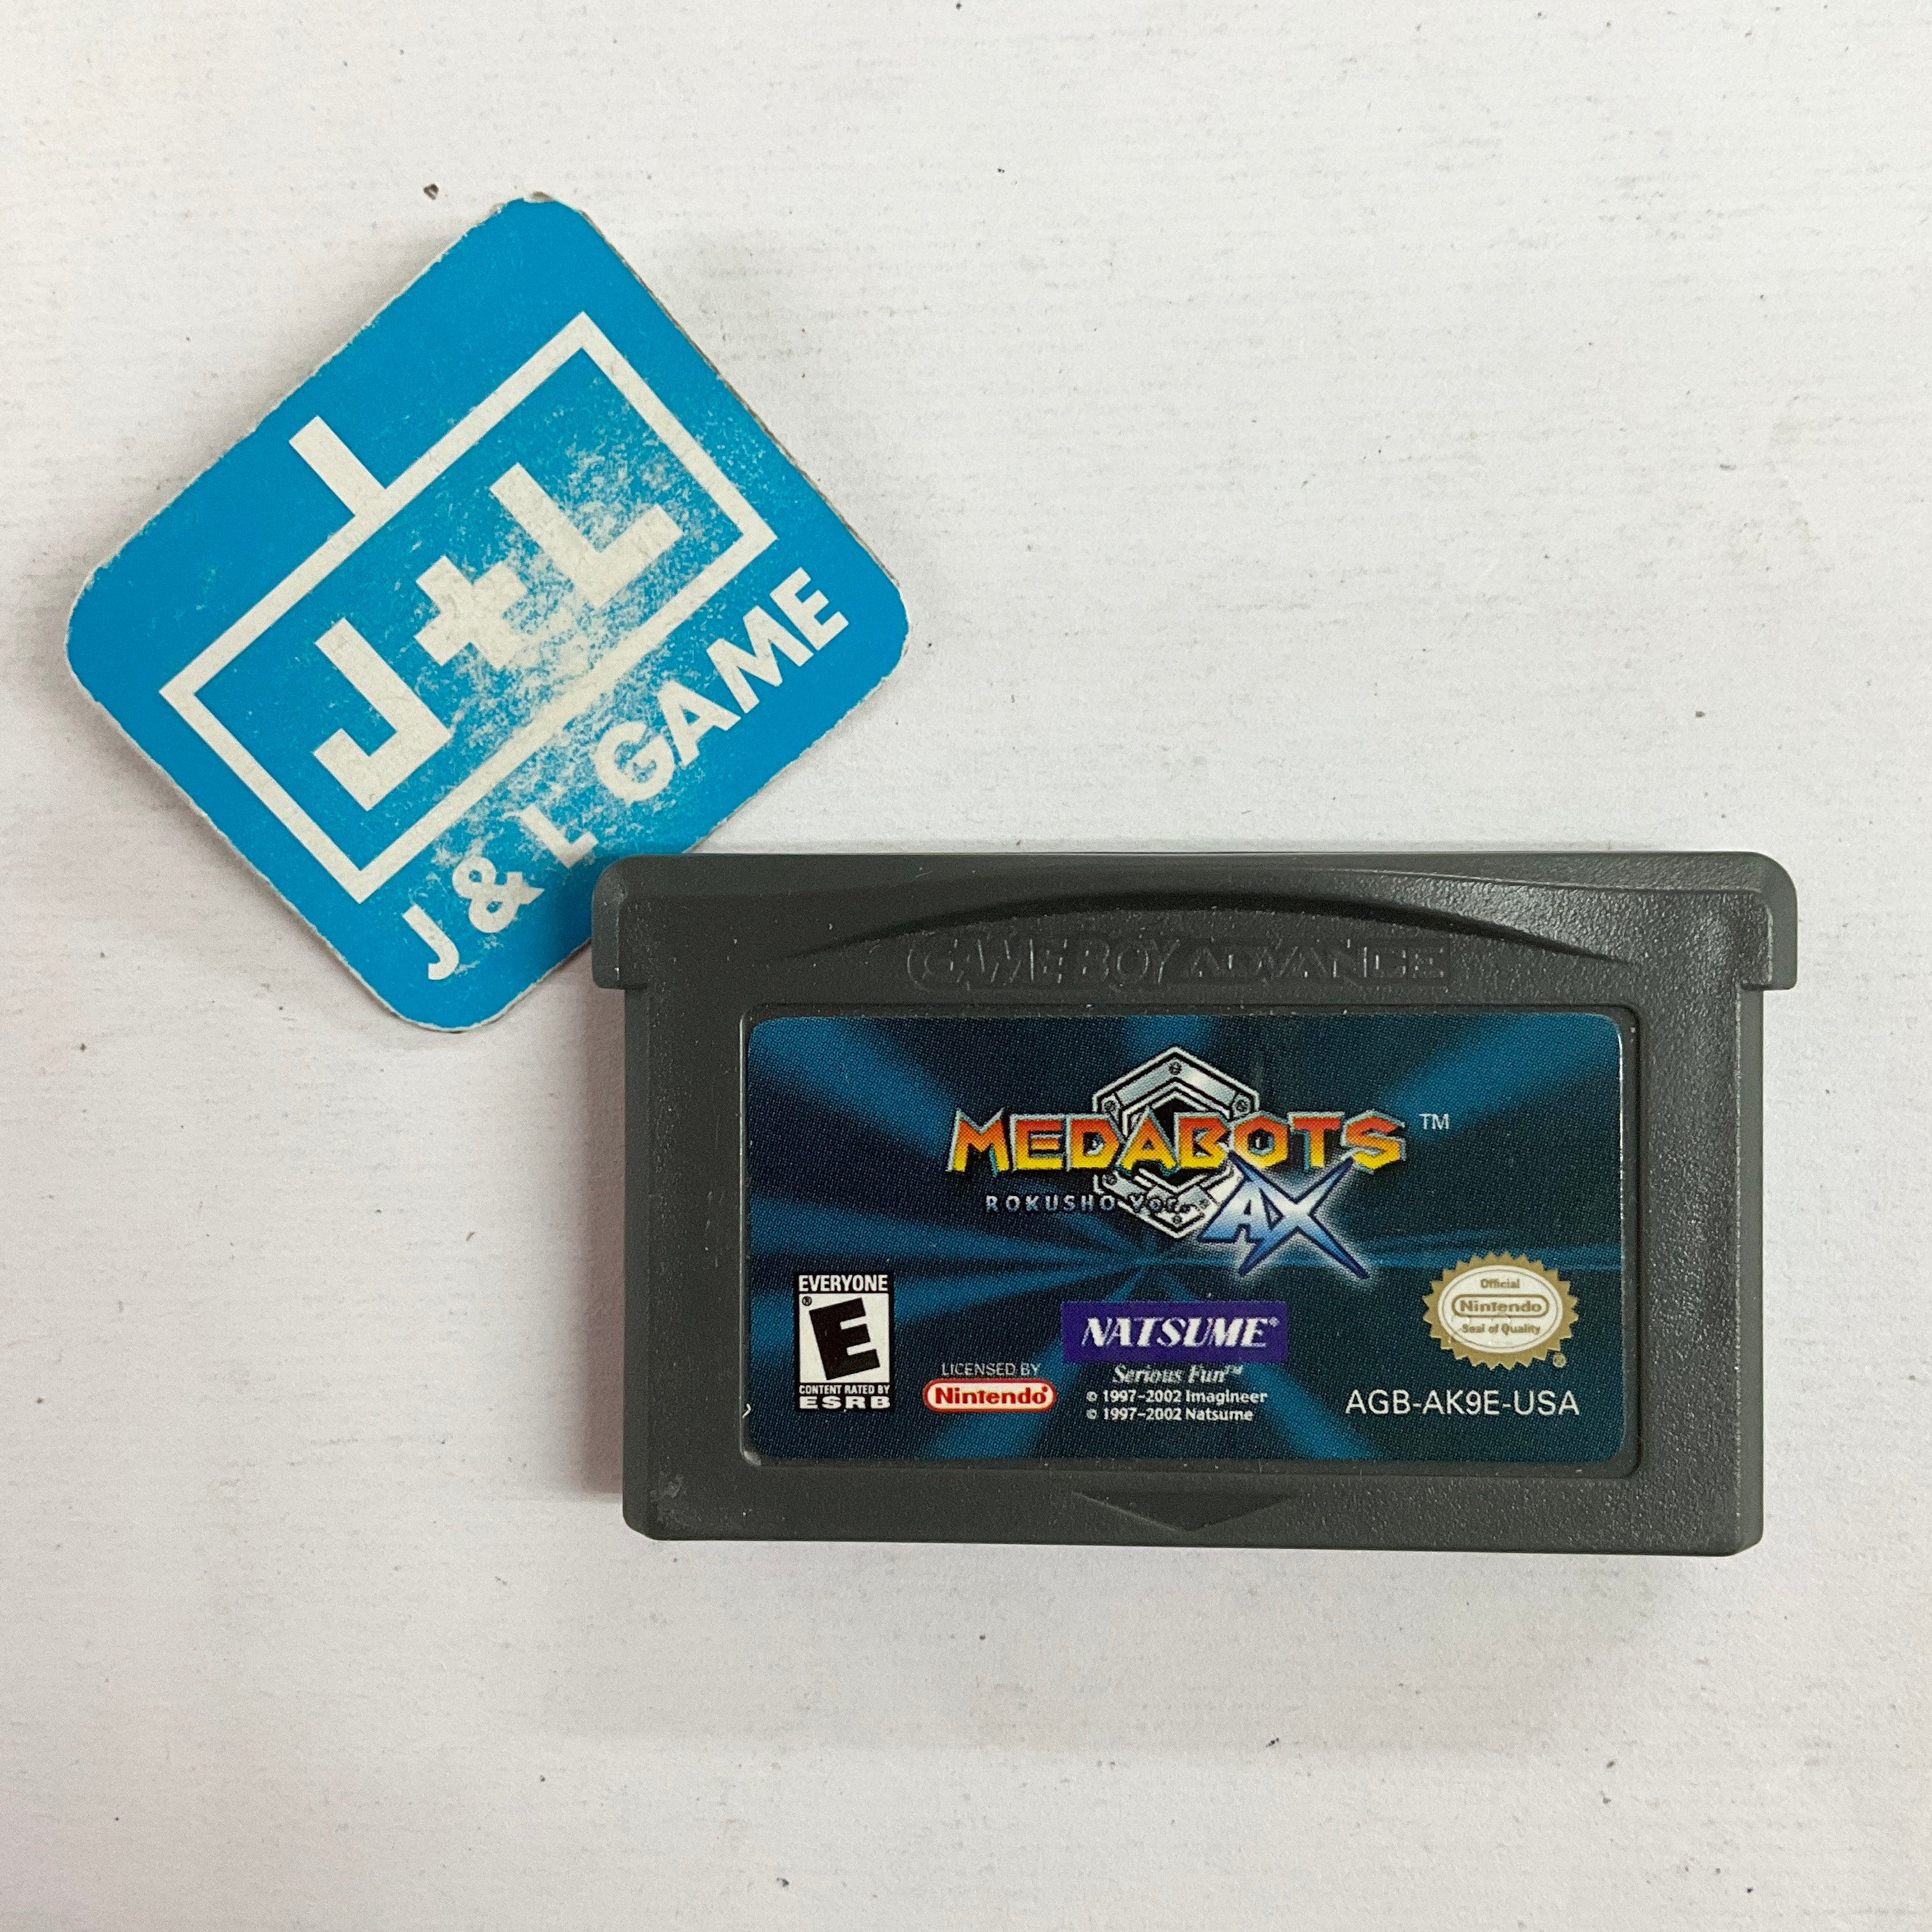 J+L
J & L GAME
GAME BOY ADVANCE
MEDABOTS TM
ROKUSHO Ver.
AX
EVERYONE
E ®
CONTENT RATED BY
ESRB
LICENSED BY
Nintendo®
NATSUME®
Serious Fun™
© 1997-2002 Imagineer
© 1997-2002 Natsume
Official
Nintendo
Seal of Quality
®
AGB-AK9E-USA